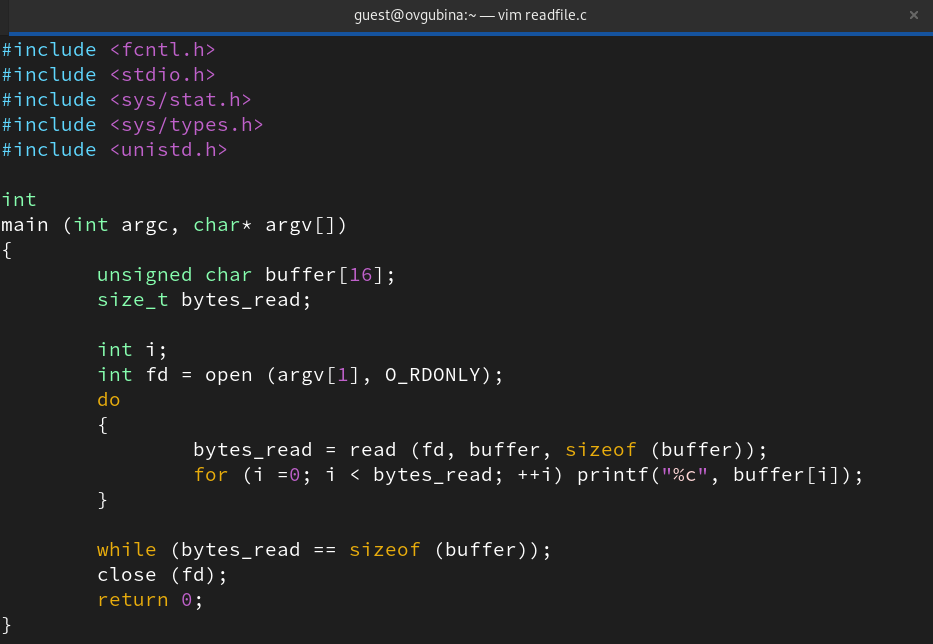 guest@ovgubina:~ — vim readfile.c ×
#include <fcntl.h>
#include <stdio.h>
#include <sys/stat.h>
#include <sys/types.h>
#include <unistd.h>

int
main (int argc, char* argv[])
{
        unsigned char buffer[16];
        size_t bytes_read;

        int i;
        int fd = open (argv[1], O_RDONLY);
        do
        {
                bytes_read = read (fd, buffer, sizeof (buffer));
                for (i =0; i < bytes_read; ++i) printf("%c", buffer[i]);
        }

        while (bytes_read == sizeof (buffer));
        close (fd);
        return 0;
}